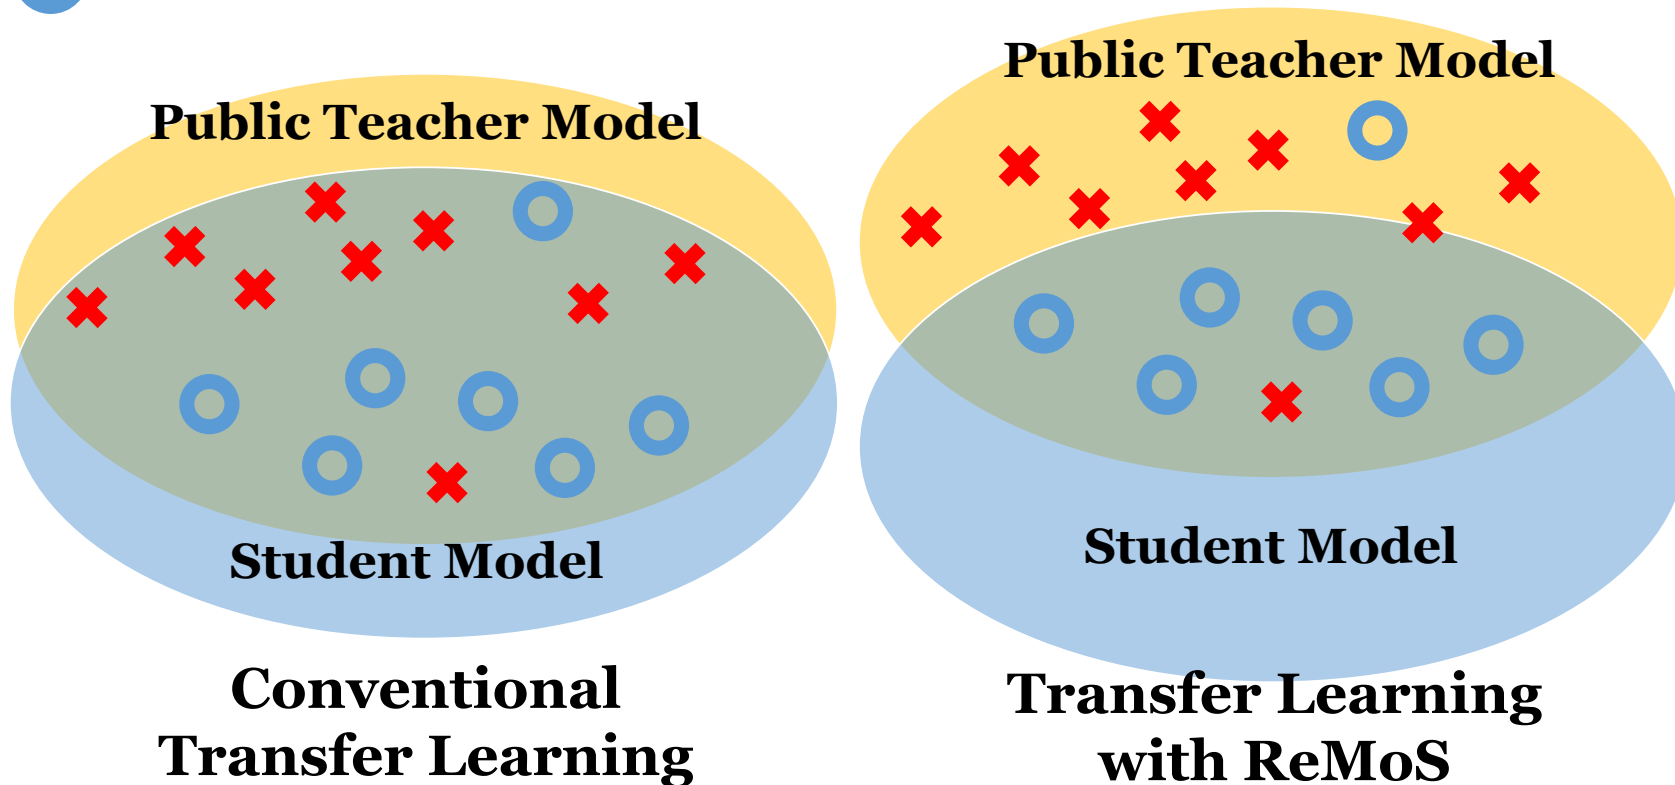 Public Teacher Model
Student Model
Conventional
Transfer Learning
Public Teacher Model
Student Model
Transfer Learning
with ReMoS